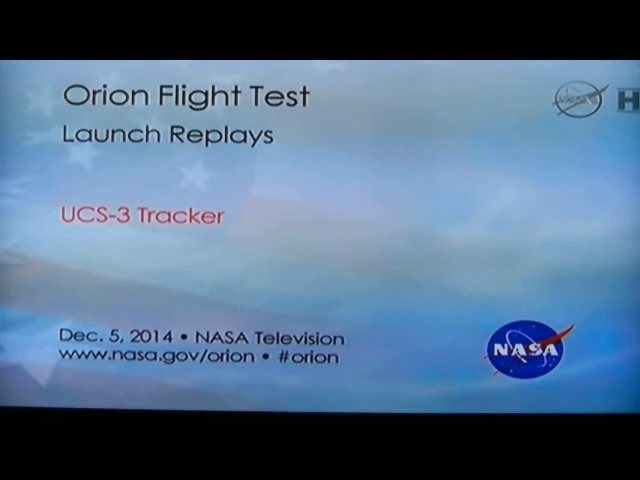 Orion Flight Test
Launch Replays
H
UCS-3 Tracker
Dec. 5, 2014 • NASA Television
www.nasa.gov/orion • #orion
NASA